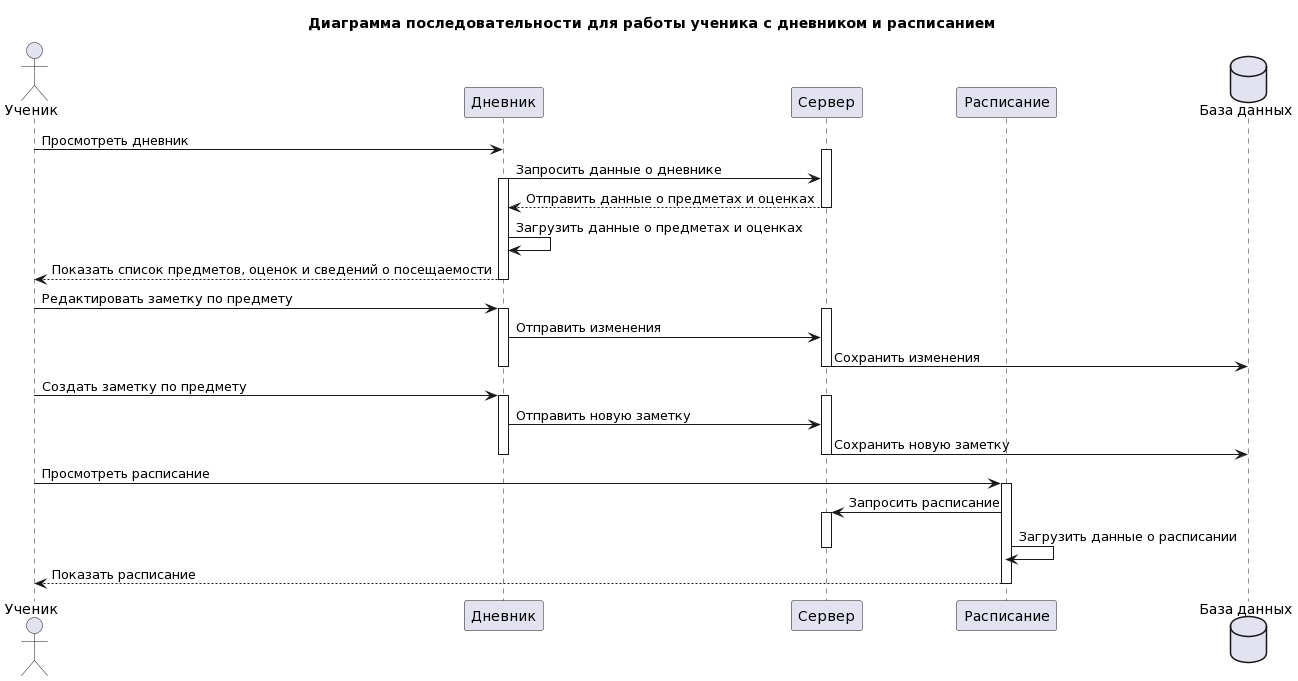 Диаграмма последовательности для работы ученика с дневником и расписанием
Ученик
Дневник
Сервер
Расписание
База данных
Просмотреть дневник
Запросить данные о дневнике
Отправить данные о предметах и оценках
Загрузить данные о предметах и оценках
Показать список предметов, оценок и сведений о посещаемости
Редактировать заметку по предмету
Отправить изменения
Сохранить изменения
Создать заметку по предмету
Отправить новую заметку
Сохранить новую заметку
Просмотреть расписание
Запросить расписание
Загрузить данные о расписании
Показать расписание
Ученик
Дневник
Сервер
Расписание
База данных